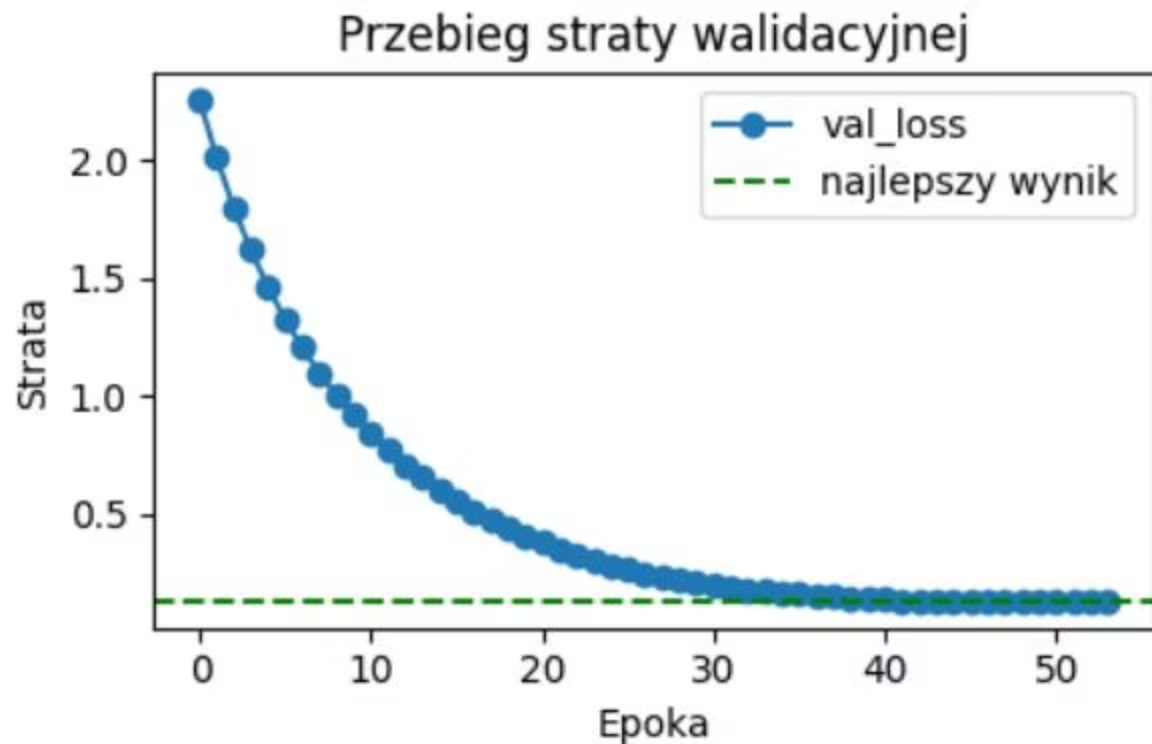 Przebieg straty walidacyjnej
val_loss
najlepszy wynik
Strata
2.0
1.5
1.0
0.5
0 10 20 30 40 50
Epoka